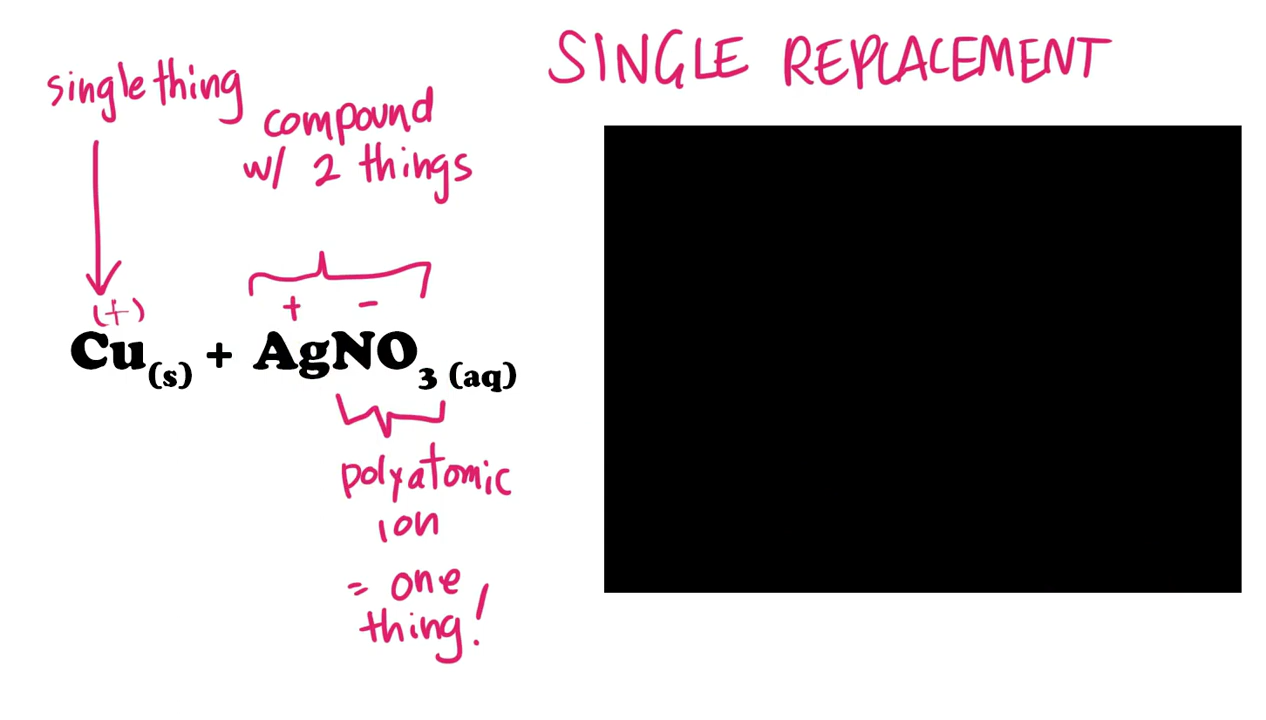 SINGLE REPLACEMENT
single thing
compound
w/ 2 things
(+)
+ -
Cu(s) + AgNO3 (aq)
polyatomic
ion
= one
thing!